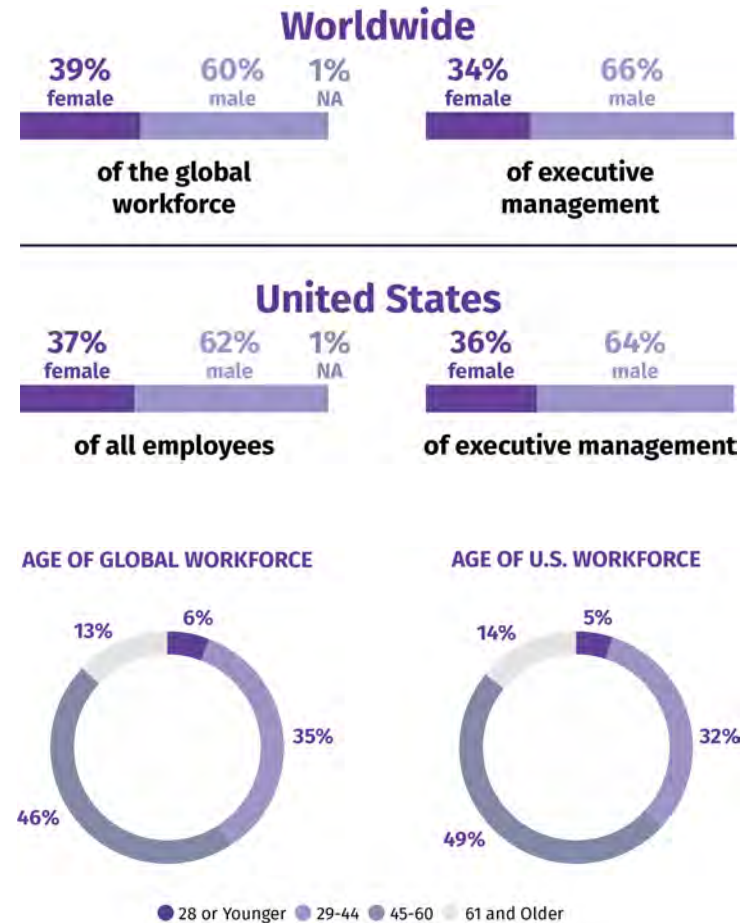 Worldwide
39% 60% 1% 34% 66%
female male NA female male
of the global of executive
workforce management
United States
37% 62% 1% 36% 64%
female male NA female male
of all employees of executive management
AGE OF GLOBAL WORKFORCE AGE OF U.S. WORKFORCE
13% 6% 14% 5%
35% 32%
46% 49%
28 or Younger 29-44 45-60 61 and Older